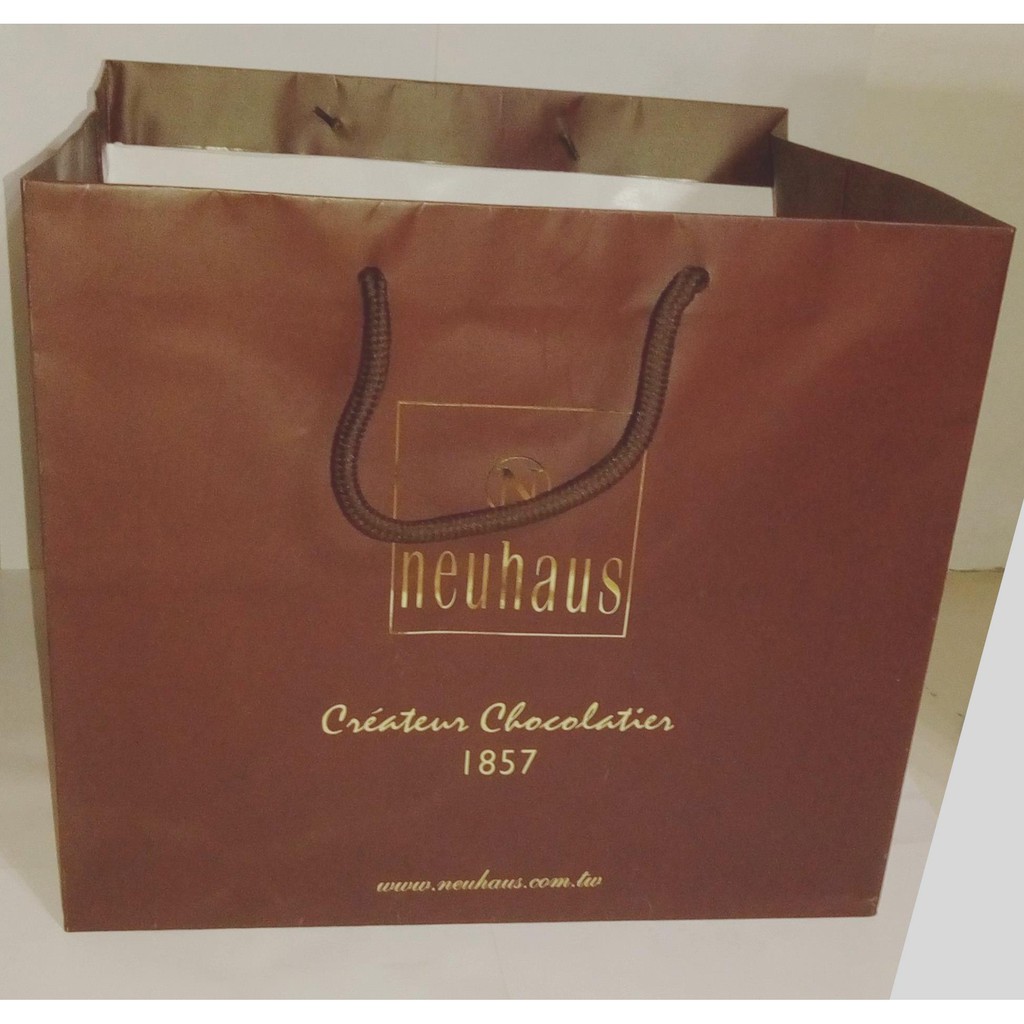 N
neuhaus
Créateur Chocolatier
1857
www.neuhaus.com.tw